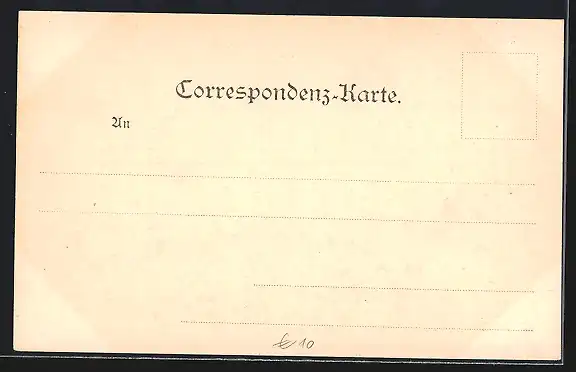 Correspondenz-Karte.
An
€ 10